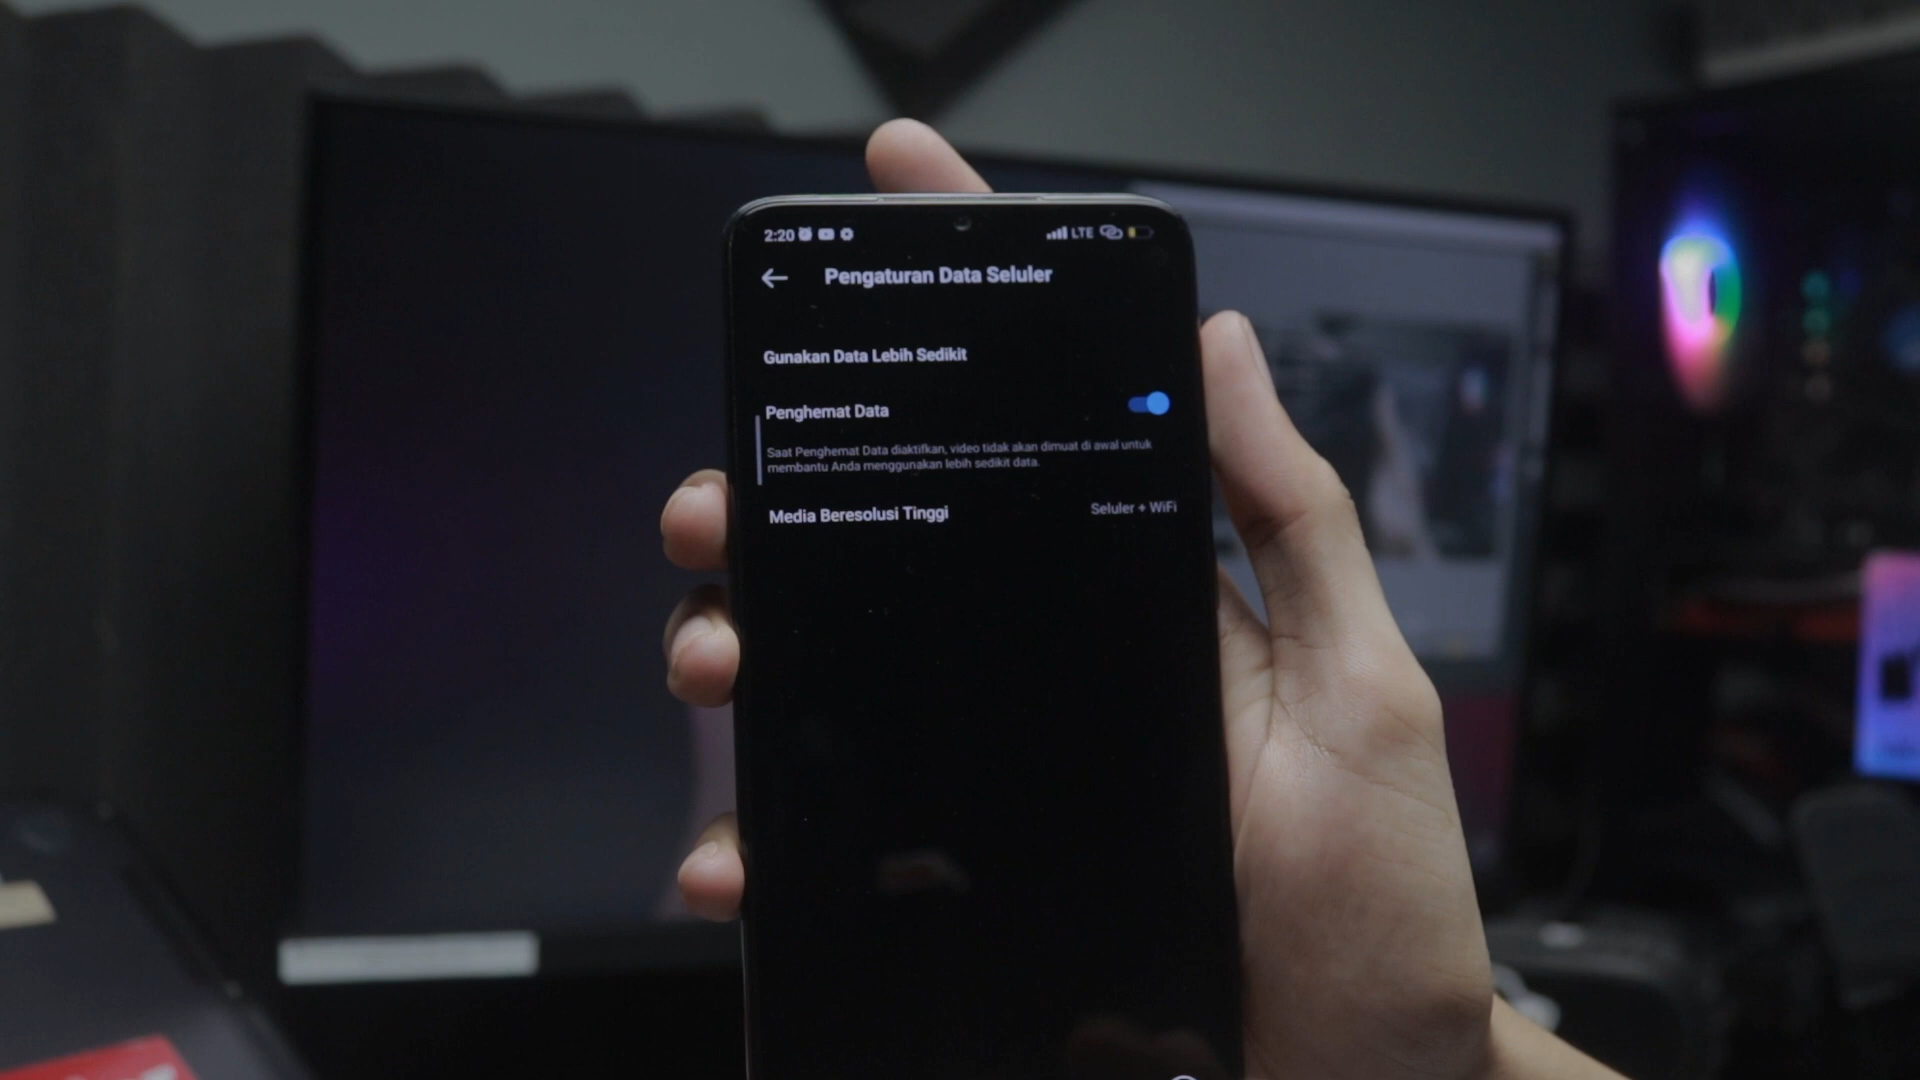 2:20
LTE
Pengaturan Data Seluler
Gunakan Data Lebih Sedikit
Penghemat Data
Saat Penghemat Data diaktifkan, video tidak akan dimuat di awal untuk
membantu Anda menggunakan lebih sedikit data.
Media Beresolusi Tinggi
Seluler + WiFi